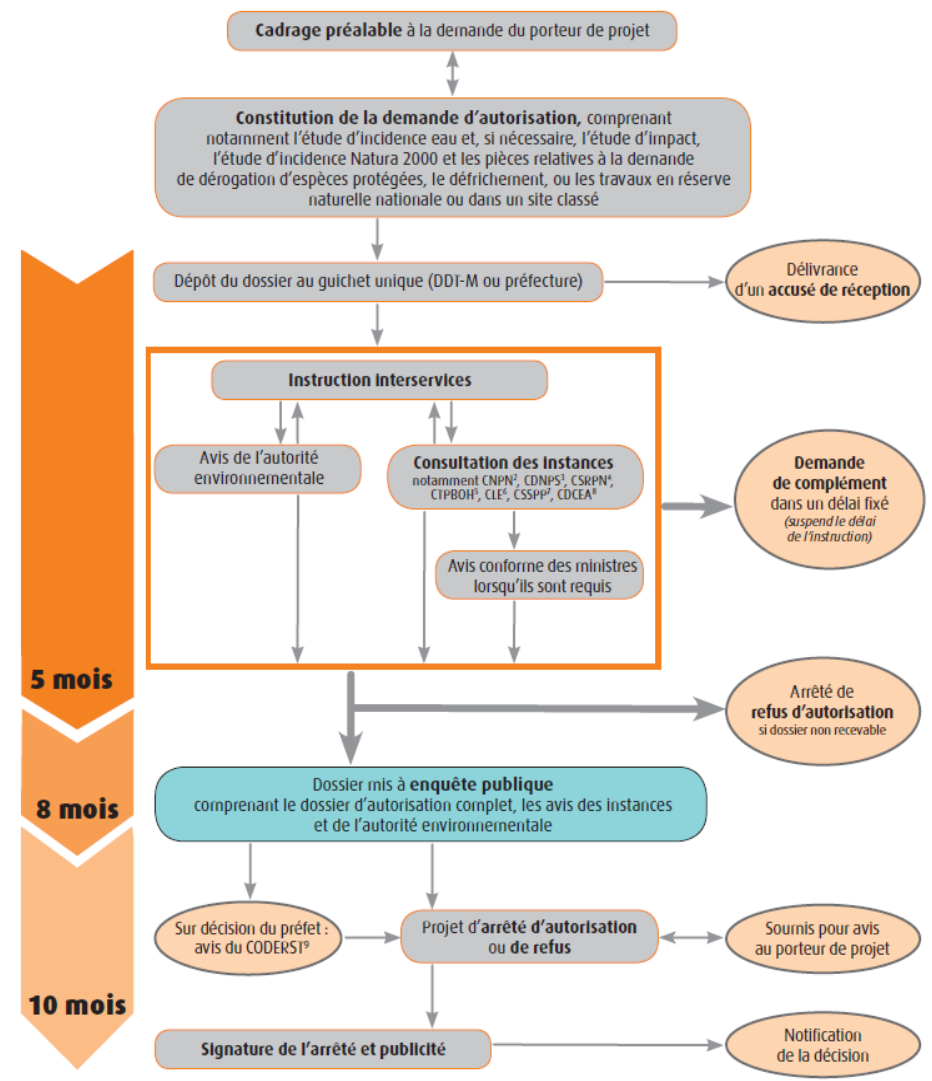 Cadrage préalable à la demande du porteur de projet
Constitution de la demande d'autorisation, comprenant
notamment l'étude d'incidence eau et, si nécessaire, l'étude d'impact,
l'étude d'incidence Natura 2000 et les pièces relatives à la demande
de dérogation d'espèces protégées, le défrichement, ou les travaux en réserve
naturelle nationale ou dans un site classé
Dépôt du dossier au guichet unique (DDT-M ou préfecture)
Délivrance
d'un accusé de réception
Instruction interservices
Avis de l'autorité
environnementale
Consultation des instances
notamment CNPN², CDNPS³, CSRPN⁴,
CTPBOH⁵, CLE⁶, CSSPP⁷, CDCEA⁸
Avis conforme des ministres
lorsqu'ils sont requis
Demande
de complément
dans un délai fixé
(suspend le délai
de l'instruction)
5 mois
Arrêté de
refus d'autorisation
si dossier non recevable
Dossier mis à enquête publique
comprenant le dossier d'autorisation complet, les avis des instances
et de l'autorité environnementale
8 mois
Sur décision du préfet :
avis du CODERST⁹
Projet d'arrêté d'autorisation
ou de refus
Soumis pour avis
au porteur de projet
10 mois
Signature de l'arrêté et publicité
Notification
de la décision